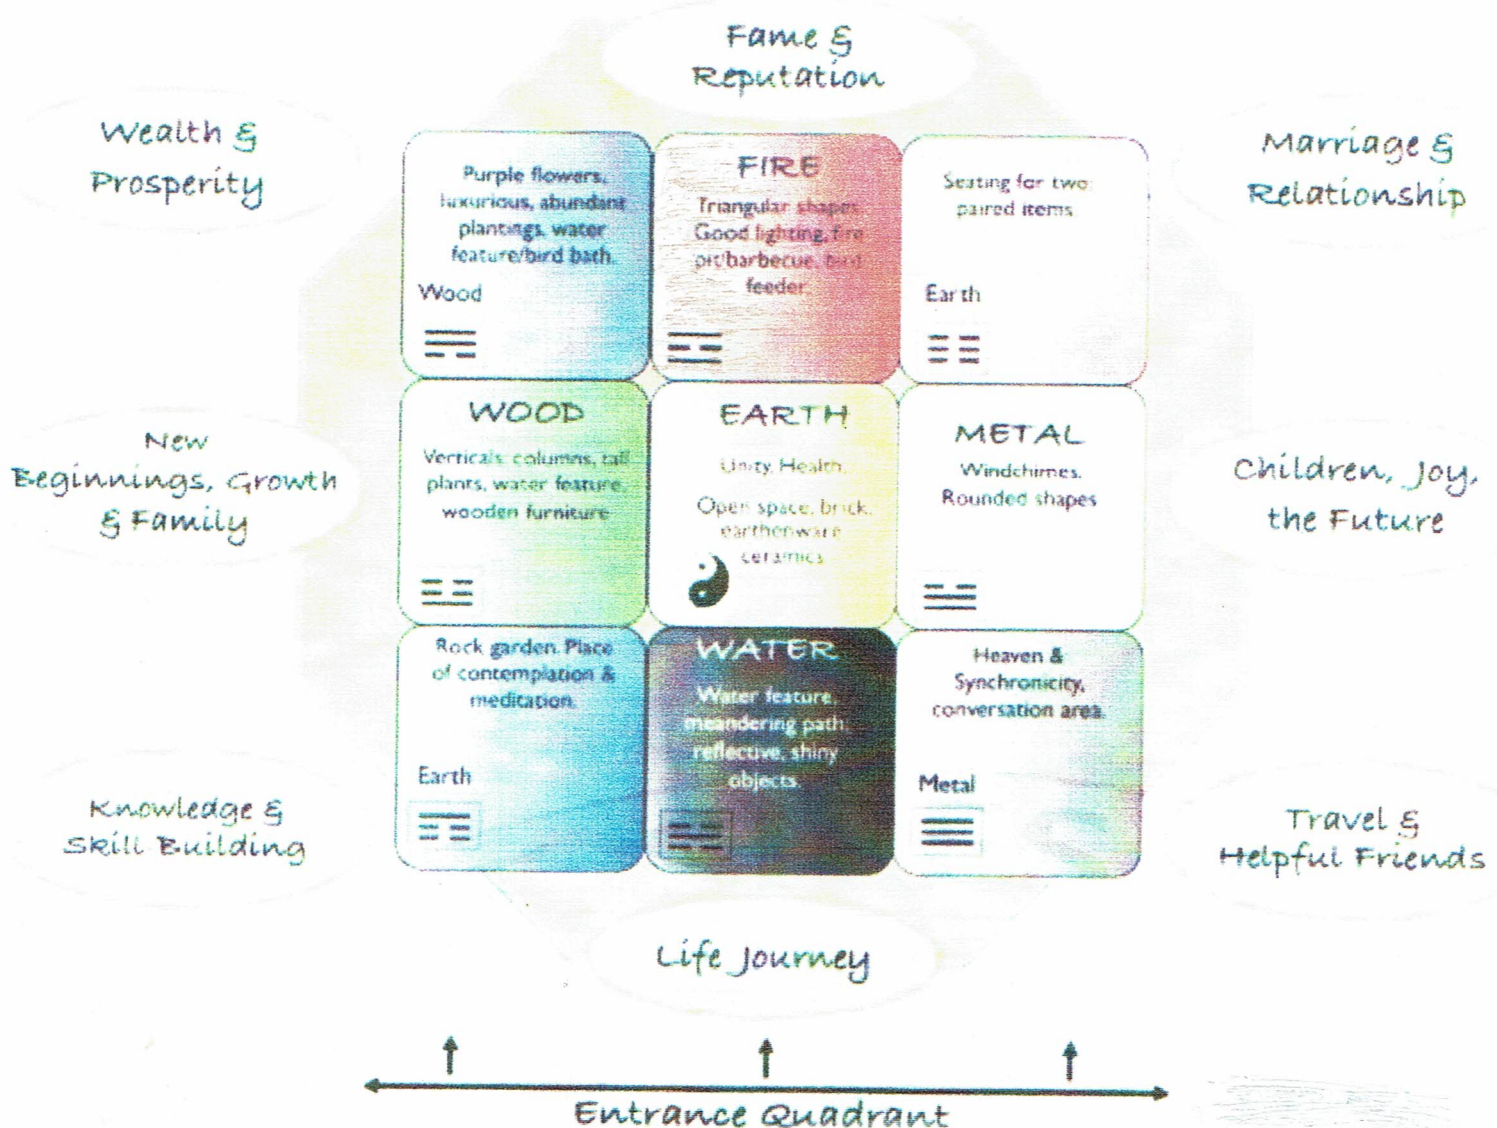 Fame &
Reputation
Wealth &
Prosperity
Marriage &
Relationship
Purple flowers,
luxurious, abundant
plantings, water
feature/bird bath.
Wood
FIRE
Triangular shapes.
Good lighting, fire
pit/barbecue, bird
feeder.
Seating for two
paired items
Earth
New
Beginnings, Growth
& Family
WOOD
Verticals, columns, tall
plants, water feature,
wooden furniture
EARTH
Unity, Health,
Open space, brick,
earthenware
ceramics
METAL
Windchimes.
Rounded shapes
Children, Joy,
the Future
Knowledge &
Skill Building
Rock garden. Place
of contemplation &
meditation.
Earth
WATER
Water feature,
meandering path,
reflective, shiny
objects.
Heaven &
Synchronicity,
conversation area.
Metal
Travel &
Helpful Friends
Life Journey
Entrance Quadrant